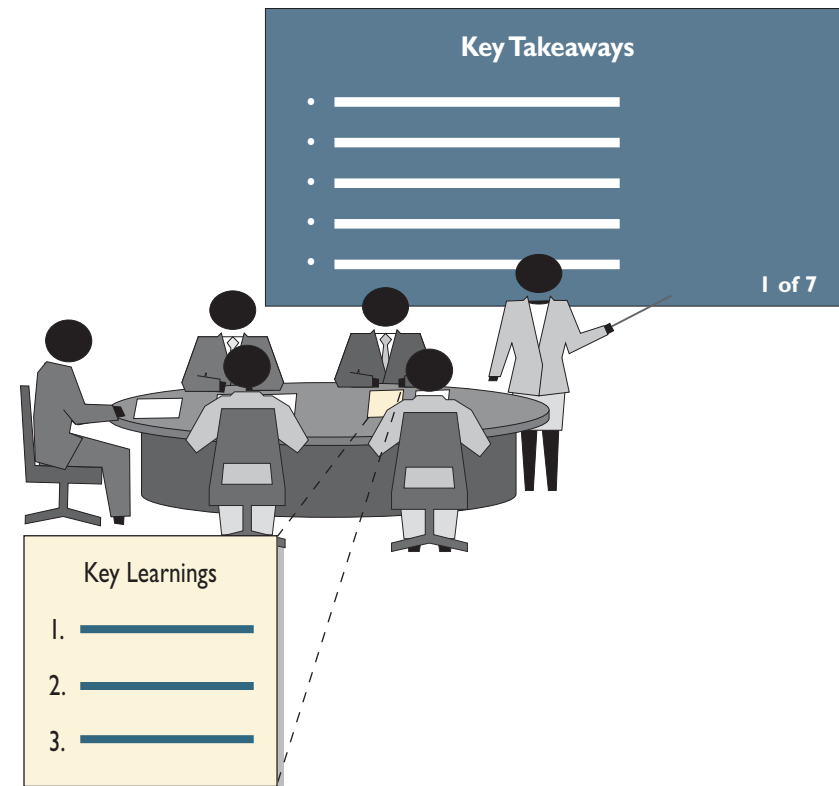 Key Takeaways
•
•
•
•
•
1 of 7
Key Learnings
1.
2.
3.